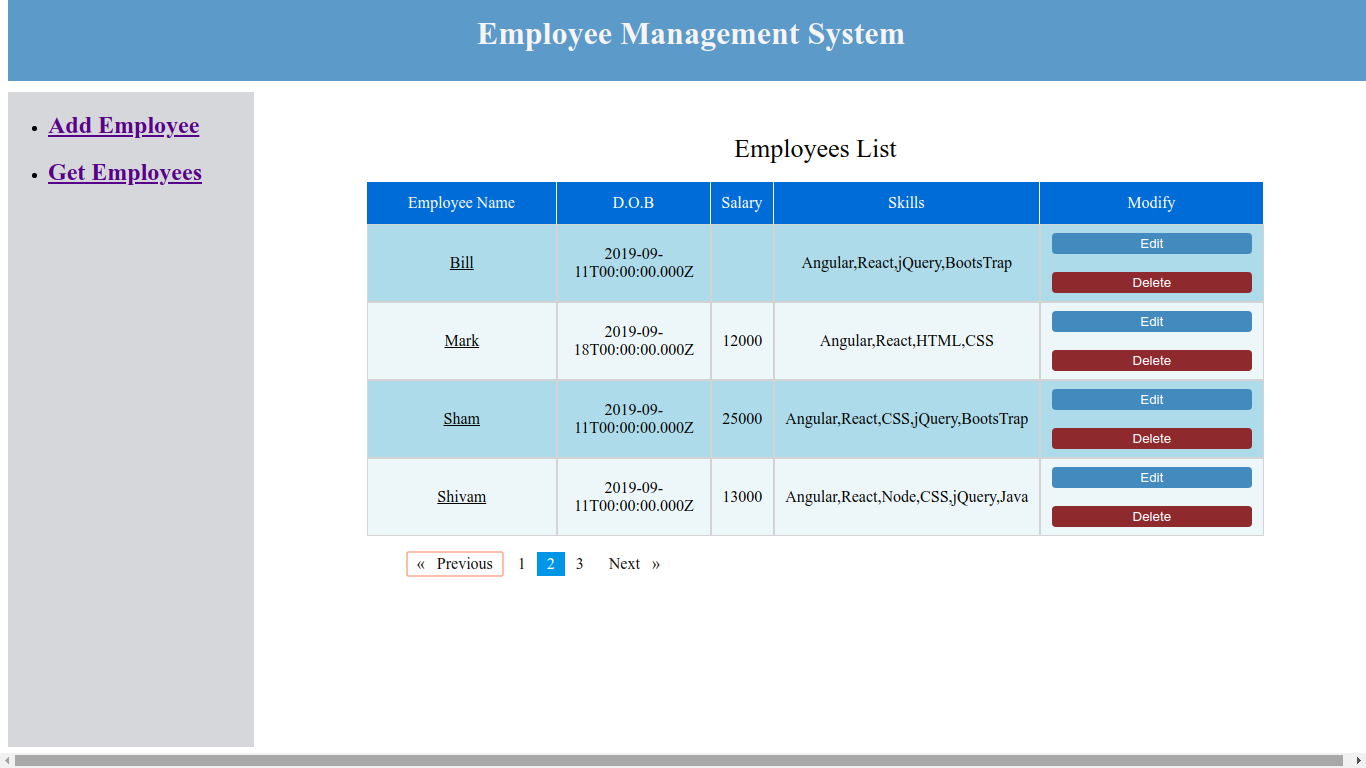 Employee Management System
Add Employee
Get Employees
Employees List
Employee Name D.O.B Salary Skills Modify
Bill 2019-09-
11T00:00:00.000Z Angular,React,jQuery,BootsTrap Edit
Delete
Mark 2019-09-
18T00:00:00.000Z 12000 Angular,React,HTML,CSS Edit
Delete
Sham 2019-09-
11T00:00:00.000Z 25000 Angular,React,CSS,jQuery,BootsTrap Edit
Delete
Shivam 2019-09-
11T00:00:00.000Z 13000 Angular,React,Node,CSS,jQuery,Java Edit
Delete
« Previous 1 2 3 Next »